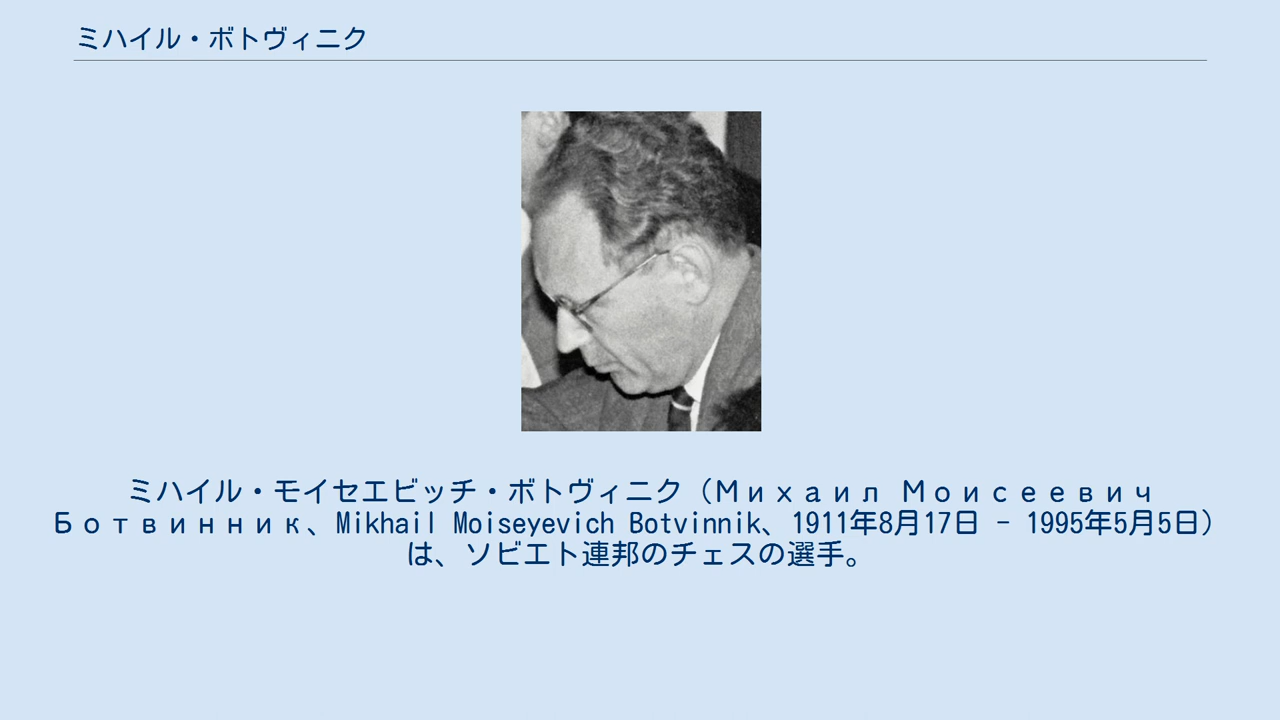 ミハイル・ボトヴィニク
ミハイル・モイセエビッチ・ボトヴィニク（Михаил Моисеевич
Ботвинник、Mikhail Moiseyevich Botvinnik、1911年8月17日 - 1995年5月5日）
は、ソビエト連邦のチェスの選手。